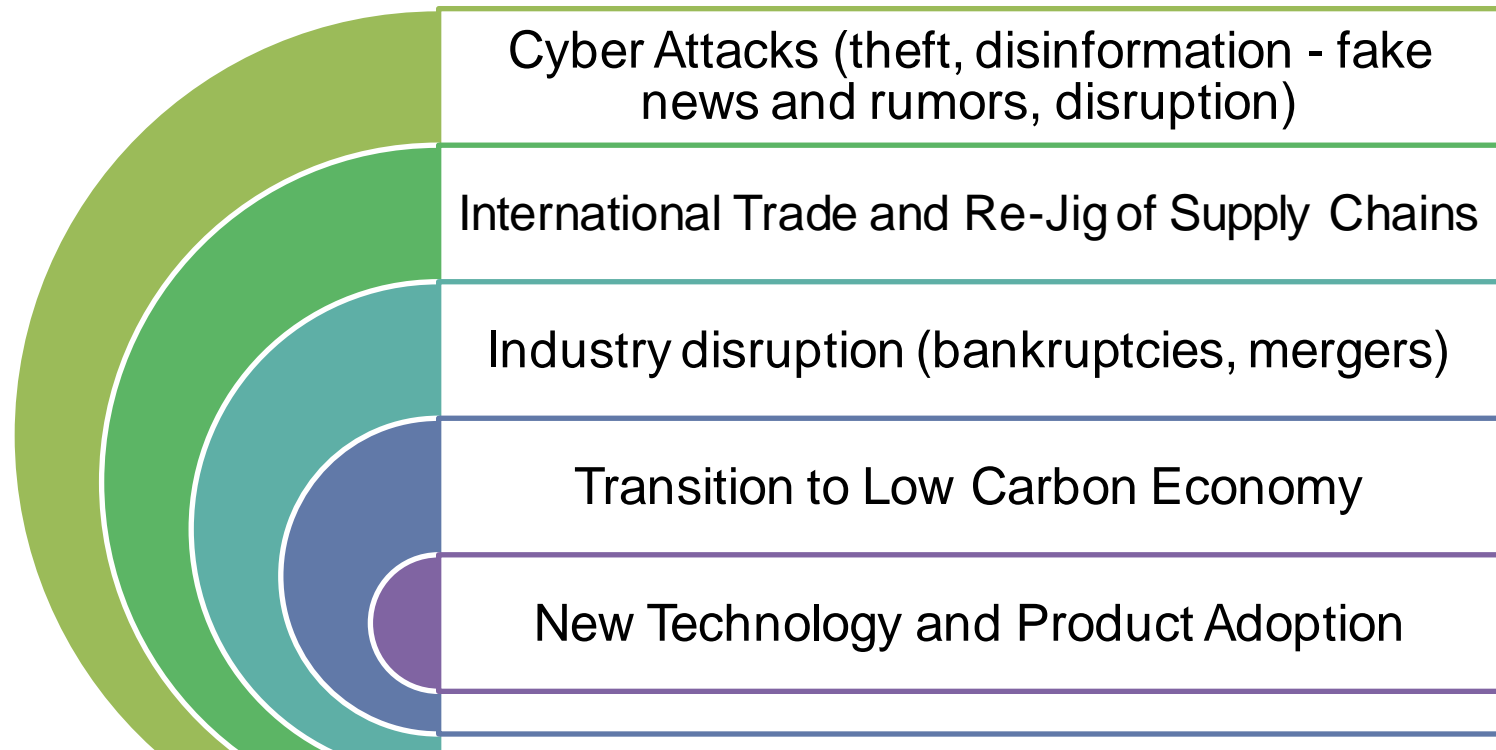 Cyber Attacks (theft, disinformation - fake
news and rumors, disruption)
International Trade and Re-Jig of Supply Chains
Industry disruption (bankruptcies, mergers)
Transition to Low Carbon Economy
New Technology and Product Adoption